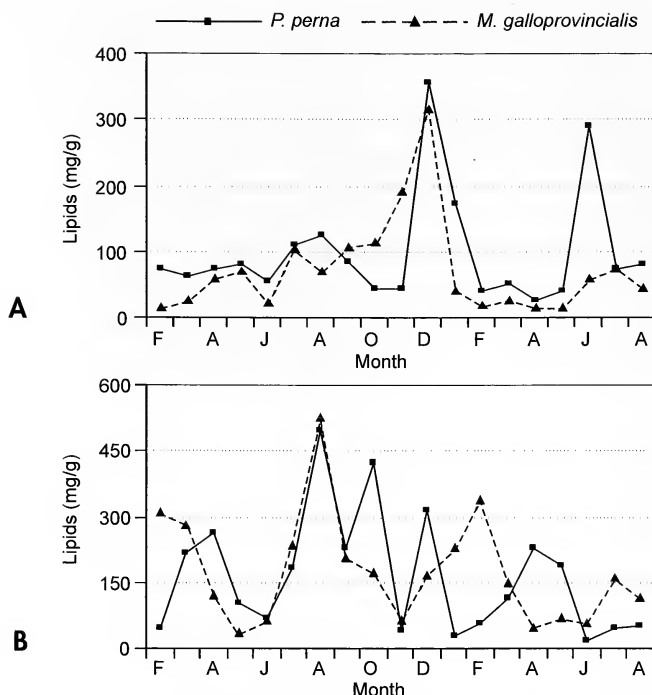 P. perna M. galloprovincialis
400
300
200
100
0
Lipids (mg/g)
F A J A O D F A J A
Month
A
600
450
300
150
0
Lipids (mg/g)
F A J A O D F A J A
Month
B